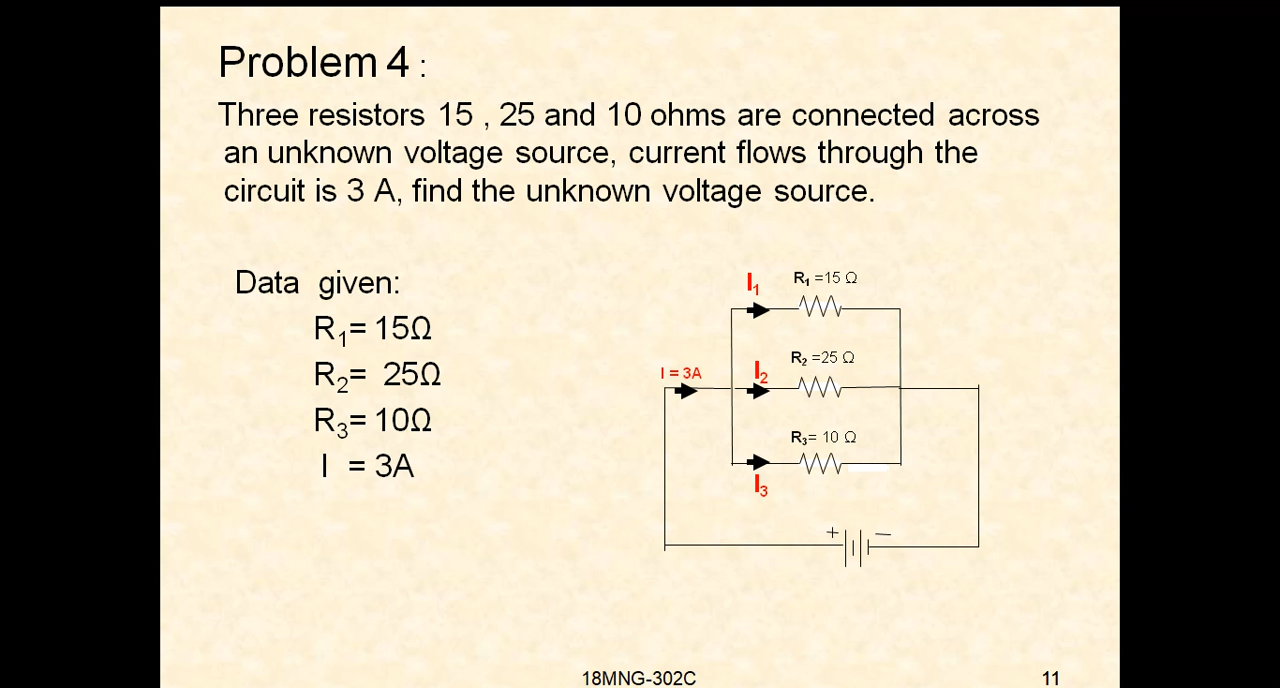 Problem 4 :
Three resistors 15 , 25 and 10 ohms are connected across
an unknown voltage source, current flows through the
circuit is 3 A, find the unknown voltage source.
Data given:
R₁= 15Ω
R₂= 25Ω
R₃= 10Ω
I = 3A
I₁ R₁ =15 Ω
I = 3A I₂ R₂ =25 Ω
R₃= 10 Ω
I₃
+ −
18MNG-302C 11